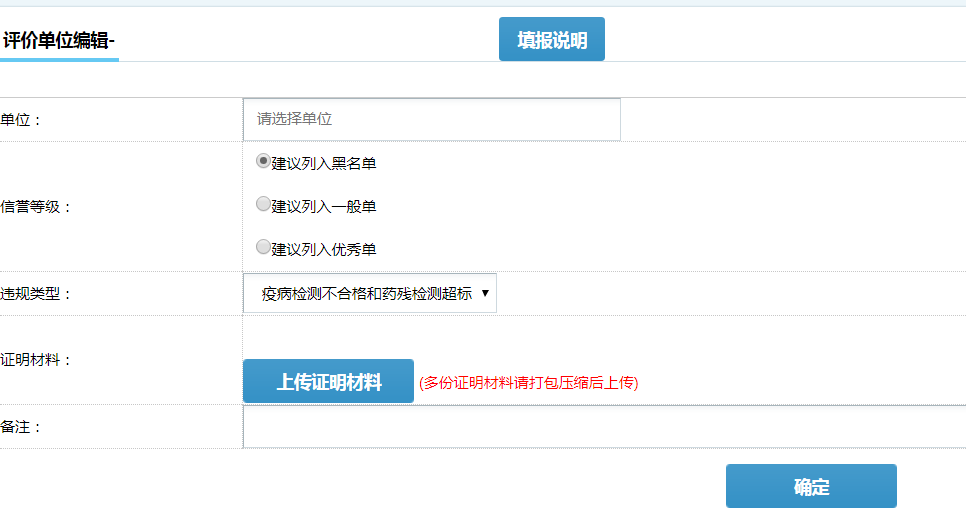 评价单位编辑-
填报说明
单位：
请选择单位
建议列入黑名单
建议列入一般单
信誉等级：
建议列入优秀单
违规类型：
疫病检测不合格和药残检测超标
证明材料：
上传证明材料 (多份证明材料请打包压缩后上传)
备注：
确定